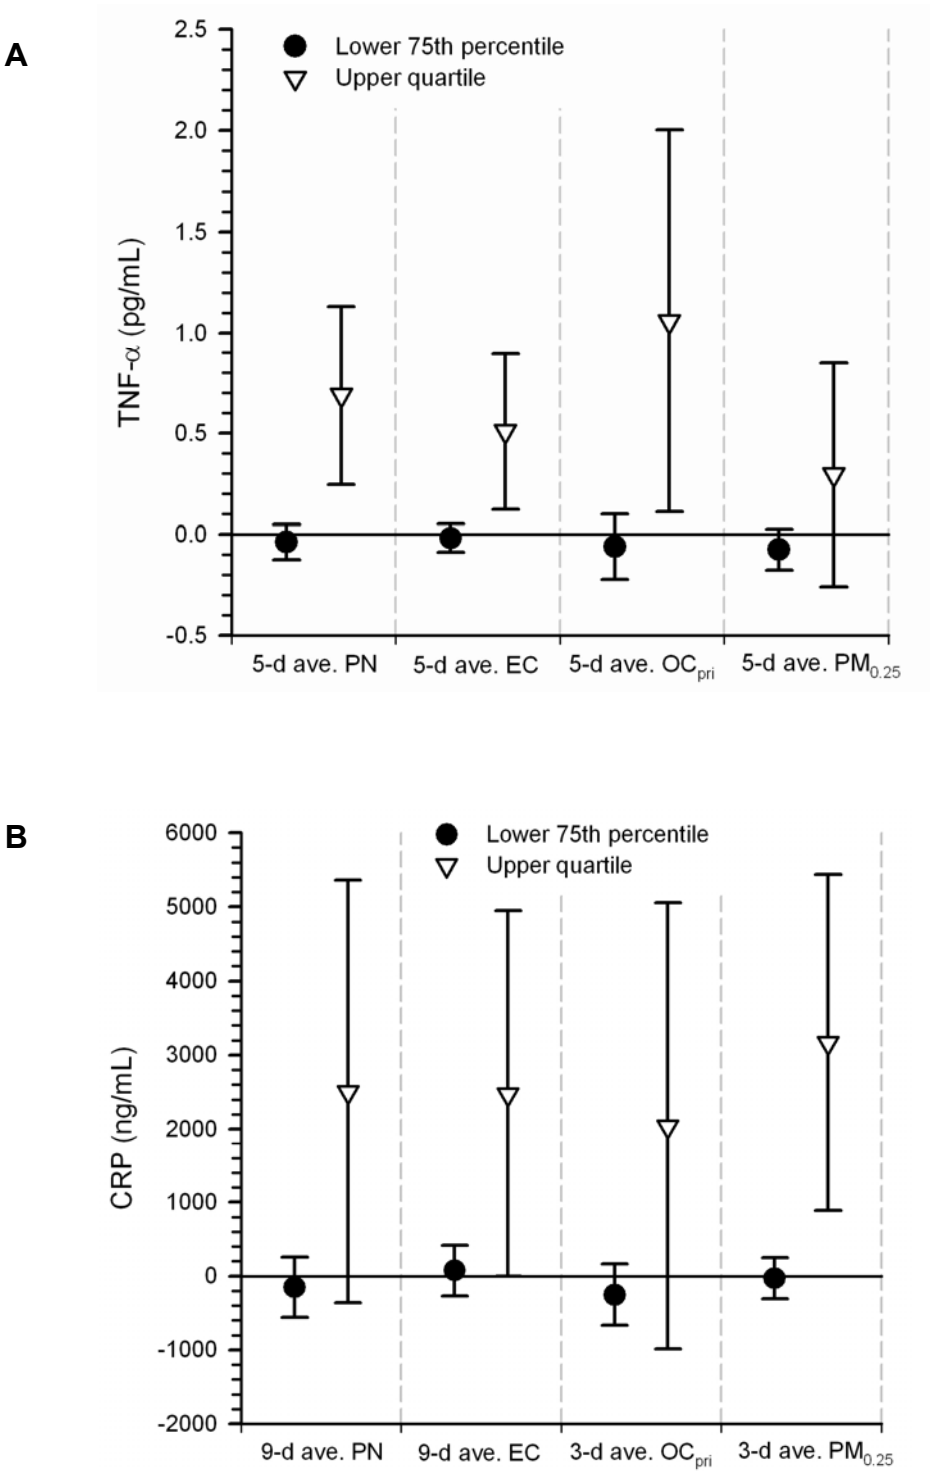 A
2.5
Lower 75th percentile
Upper quartile
2.0
1.5
1.0
0.5
0.0
-0.5
TNF-α (pg/mL)
5-d ave. PN 5-d ave. EC 5-d ave. OCpri 5-d ave. PM0.25
B
6000
Lower 75th percentile
Upper quartile
5000
4000
3000
2000
1000
0
-1000
-2000
CRP (ng/mL)
9-d ave. PN 9-d ave. EC 3-d ave. OCpri 3-d ave. PM0.25